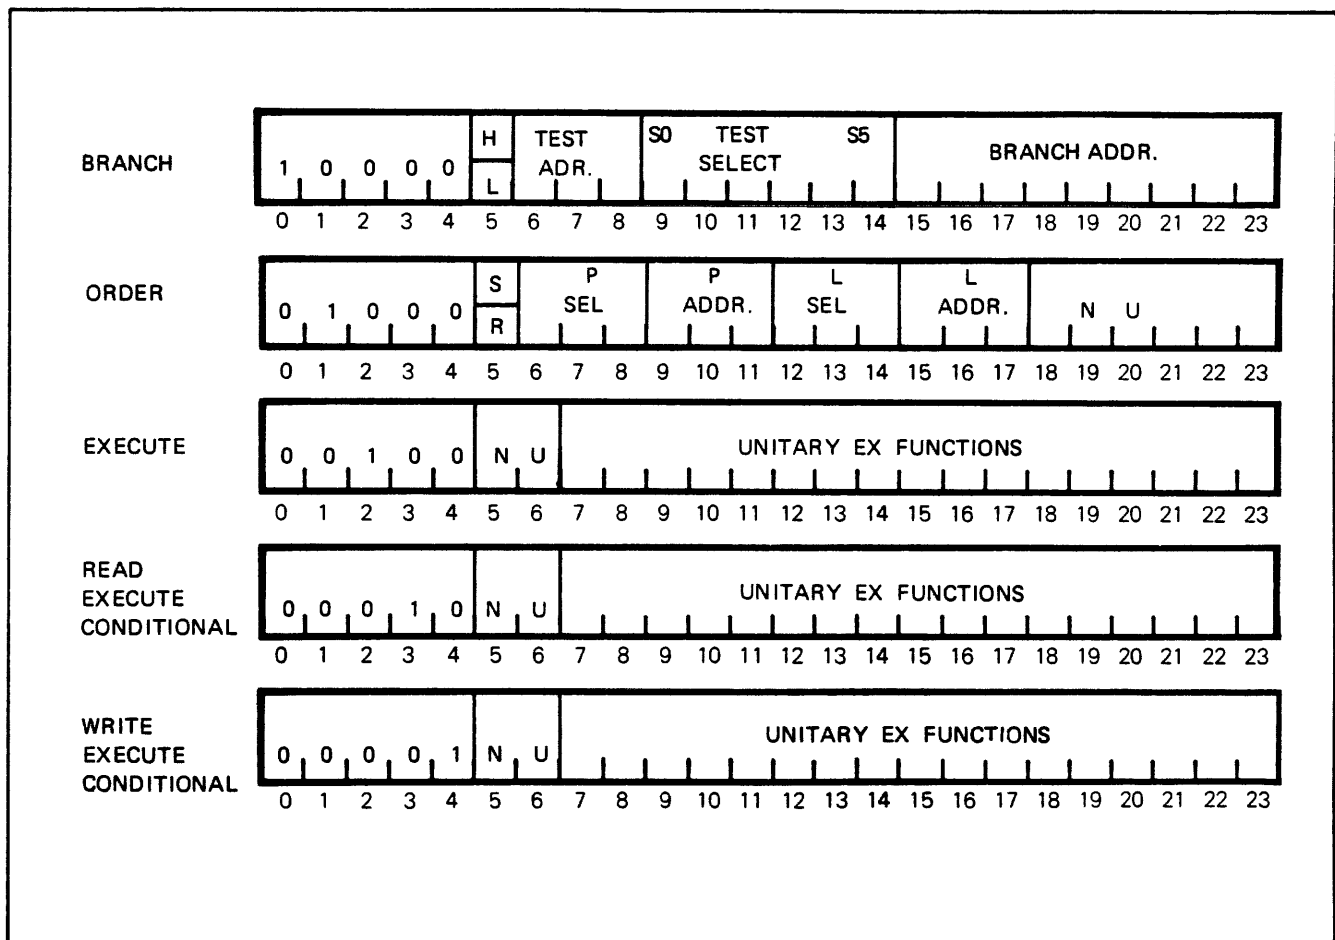 BRANCH
1 0 0 0 0 H L TEST ADR. S0 TEST SELECT S5 BRANCH ADDR.
0 1 2 3 4 5 6 7 8 9 10 11 12 13 14 15 16 17 18 19 20 21 22 23
ORDER
0 1 0 0 0 S R P SEL P ADDR. L SEL L ADDR. N U
0 1 2 3 4 5 6 7 8 9 10 11 12 13 14 15 16 17 18 19 20 21 22 23
EXECUTE
0 0 1 0 0 N U UNITARY EX FUNCTIONS
0 1 2 3 4 5 6 7 8 9 10 11 12 13 14 15 16 17 18 19 20 21 22 23
READ
EXECUTE
CONDITIONAL
0 0 0 1 0 N U UNITARY EX FUNCTIONS
0 1 2 3 4 5 6 7 8 9 10 11 12 13 14 15 16 17 18 19 20 21 22 23
WRITE
EXECUTE
CONDITIONAL
0 0 0 0 1 N U UNITARY EX FUNCTIONS
0 1 2 3 4 5 6 7 8 9 10 11 12 13 14 15 16 17 18 19 20 21 22 23